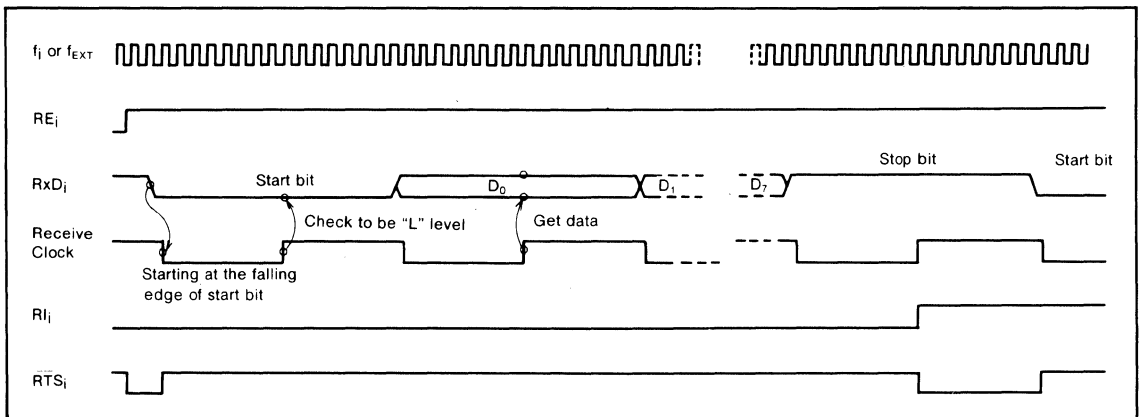 fi or fEXT
REi
RxDi
Start bit
D0
D1
D7
Stop bit
Start bit
Check to be "L" level
Get data
Receive
Clock
Starting at the falling
edge of start bit
RIi
R̅T̅S̅i